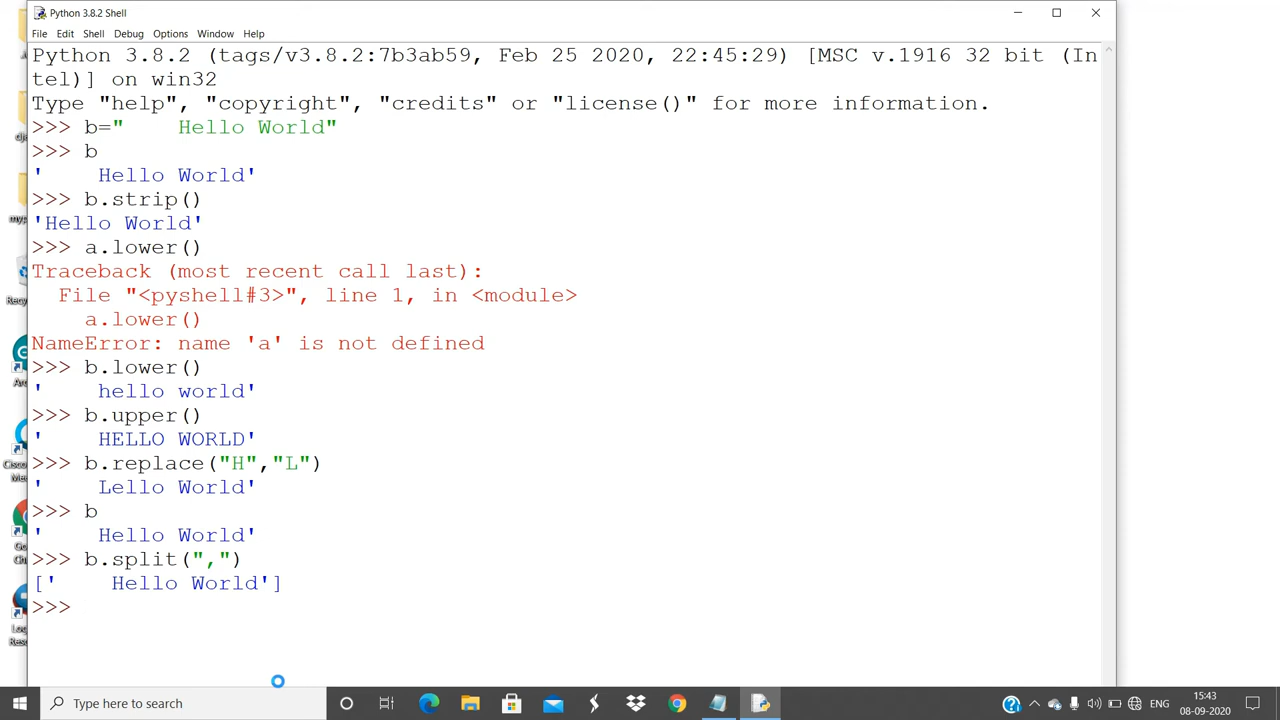 Python 3.8.2 Shell
File Edit Shell Debug Options Window Help
Python 3.8.2 (tags/v3.8.2:7b3ab59, Feb 25 2020, 22:45:29) [MSC v.1916 32 bit (In
tel)] on win32
Type "help", "copyright", "credits" or "license()" for more information.
>>> b="    Hello World"
>>> b
'    Hello World'
>>> b.strip()
'Hello World'
>>> a.lower()
Traceback (most recent call last):
  File "<pyshell#3>", line 1, in <module>
    a.lower()
NameError: name 'a' is not defined
>>> b.lower()
'    hello world'
>>> b.upper()
'    HELLO WORLD'
>>> b.replace("H","L")
'    Lello World'
>>> b
'    Hello World'
>>> b.split(",")
['    Hello World']
>>>
Type here to search
ENG
15:43
08-09-2020